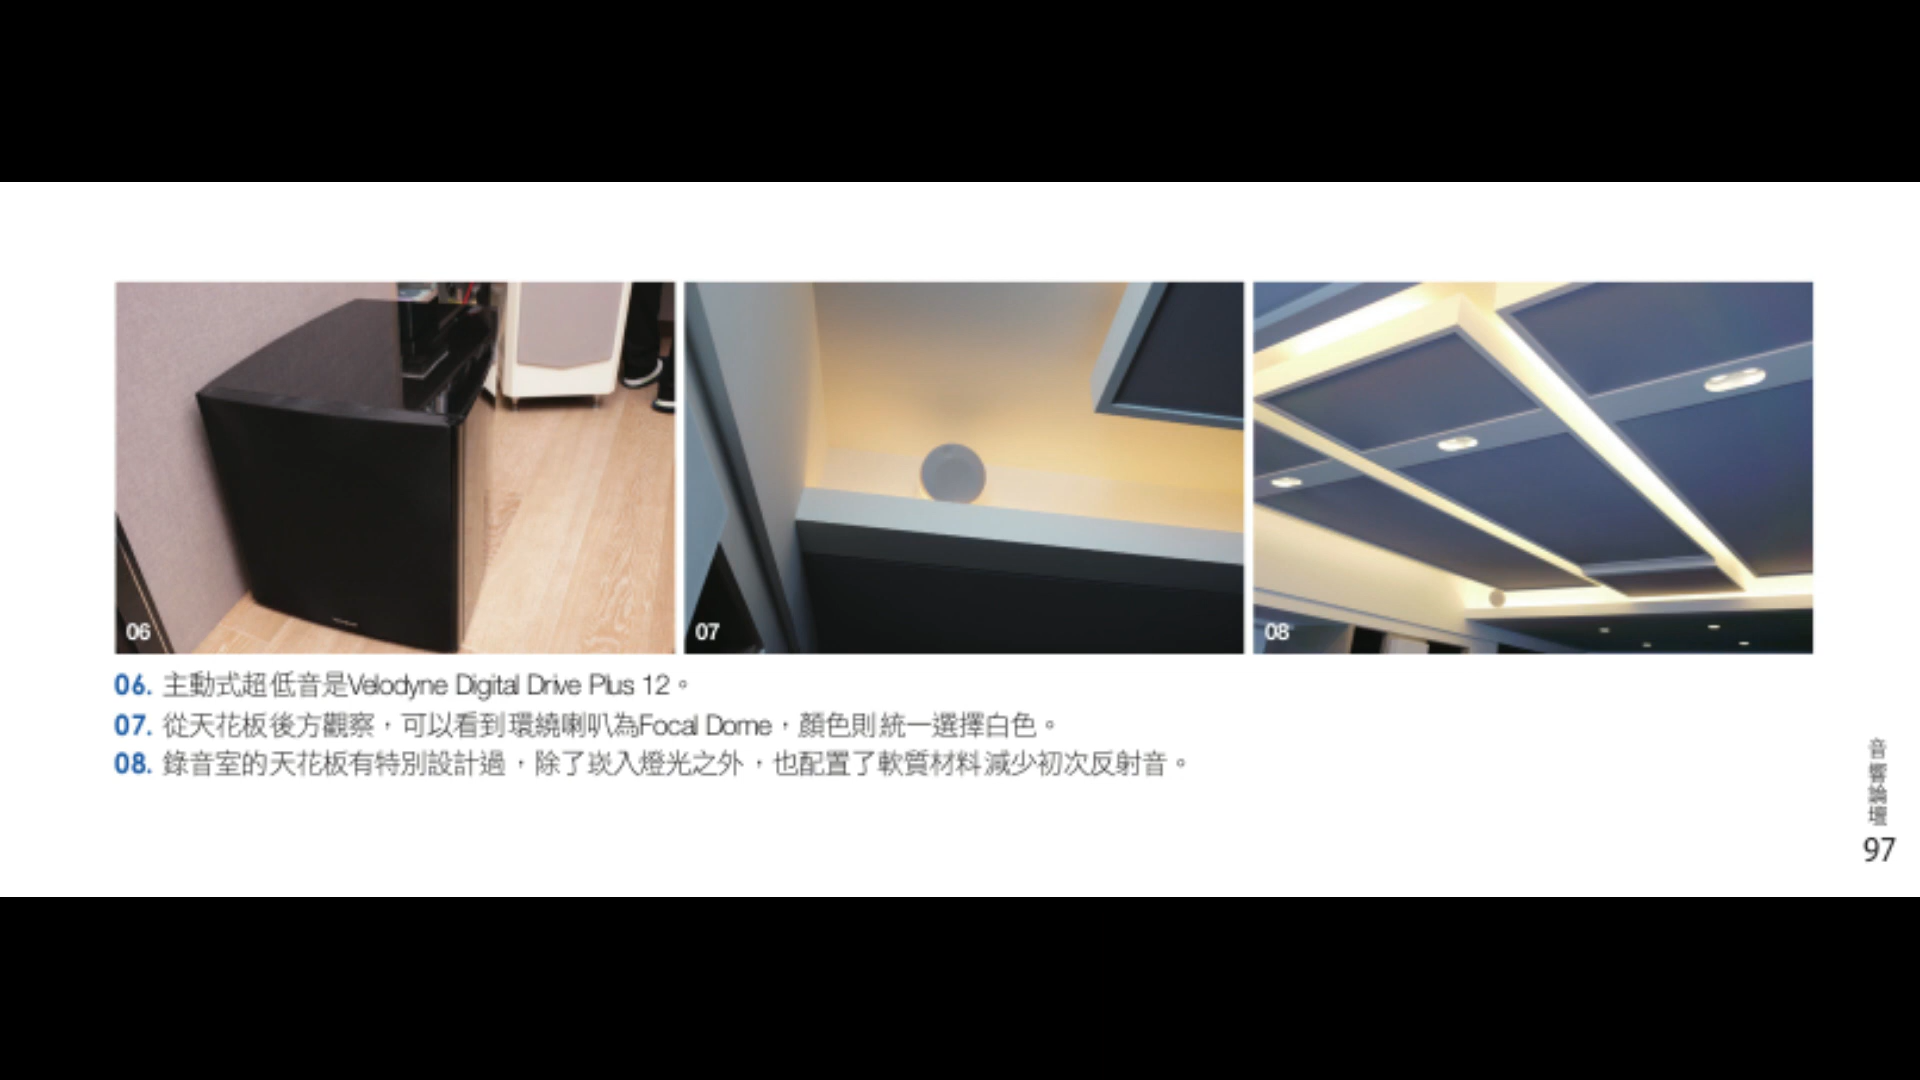 06
07
08
06. 主動式超低音是Velodyne Digital Drive Plus 12。
07. 從天花板後方觀察，可以看到環繞喇叭為Focal Dome，顏色則統一選擇白色。
08. 錄音室的天花板有特別設計過，除了崁入燈光之外，也配置了軟質材料減少初次反射音。
音響論壇
97